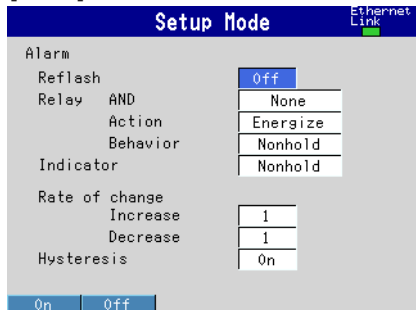 Setup Mode
Ethernet
Link
Alarm
Reflash Off
Relay AND None
Action Energize
Behavior Nonhold
Indicator Nonhold
Rate of change
Increase 1
Decrease 1
Hysteresis On
On Off